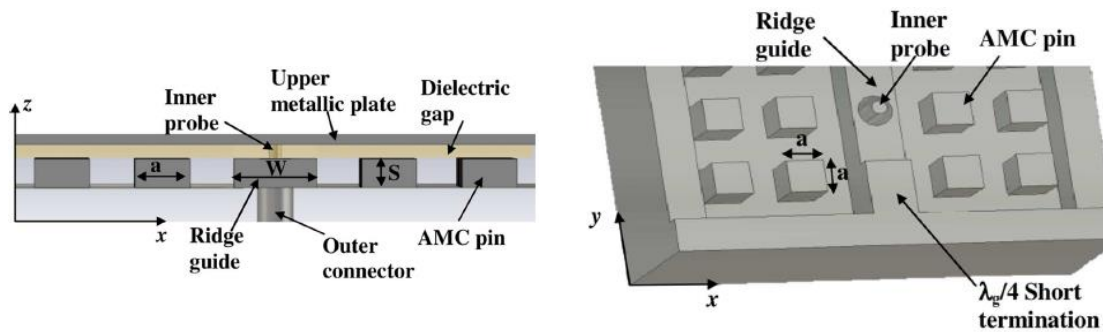 Inner
probe
Upper
metallic plate
Dielectric
gap
z
a
W
S
x
Ridge
guide
Outer
connector
AMC pin
Ridge
guide
Inner
probe
AMC pin
a
a
y
x
λg/4 Short
termination